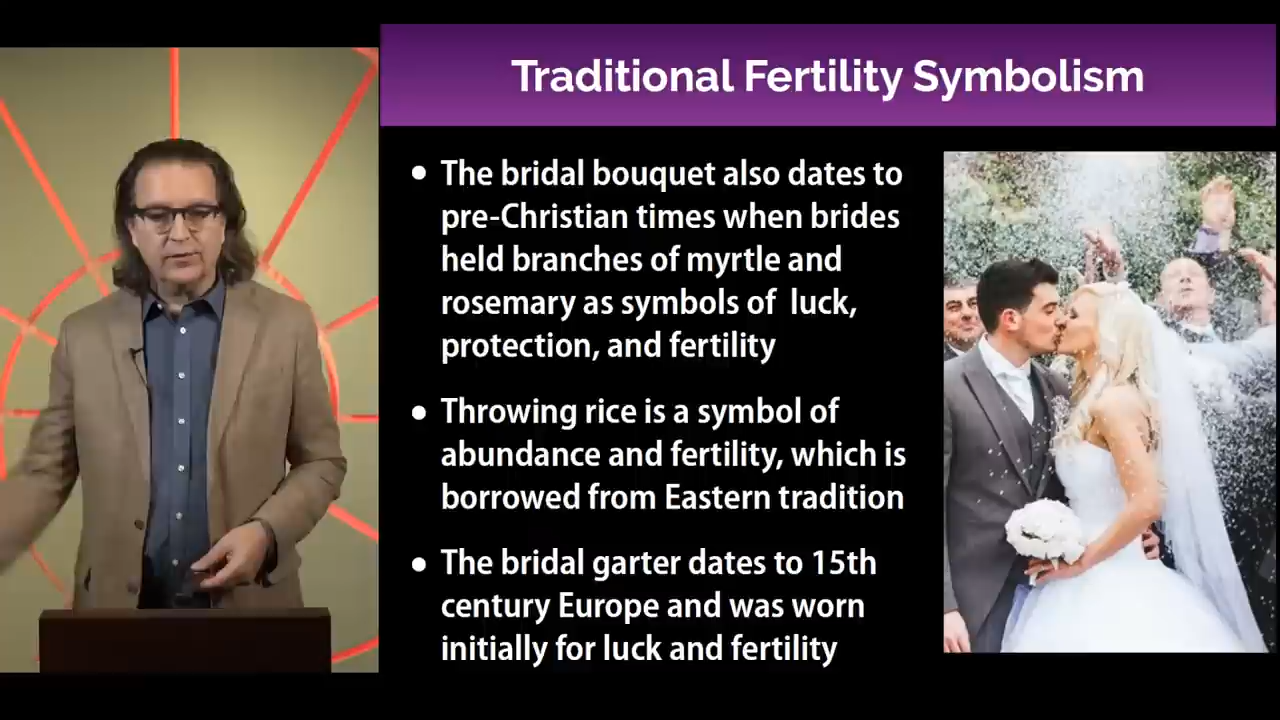 Traditional Fertility Symbolism
• The bridal bouquet also dates to
pre-Christian times when brides
held branches of myrtle and
rosemary as symbols of  luck,
protection, and fertility
• Throwing rice is a symbol of
abundance and fertility, which is
borrowed from Eastern tradition
• The bridal garter dates to 15th
century Europe and was worn
initially for luck and fertility